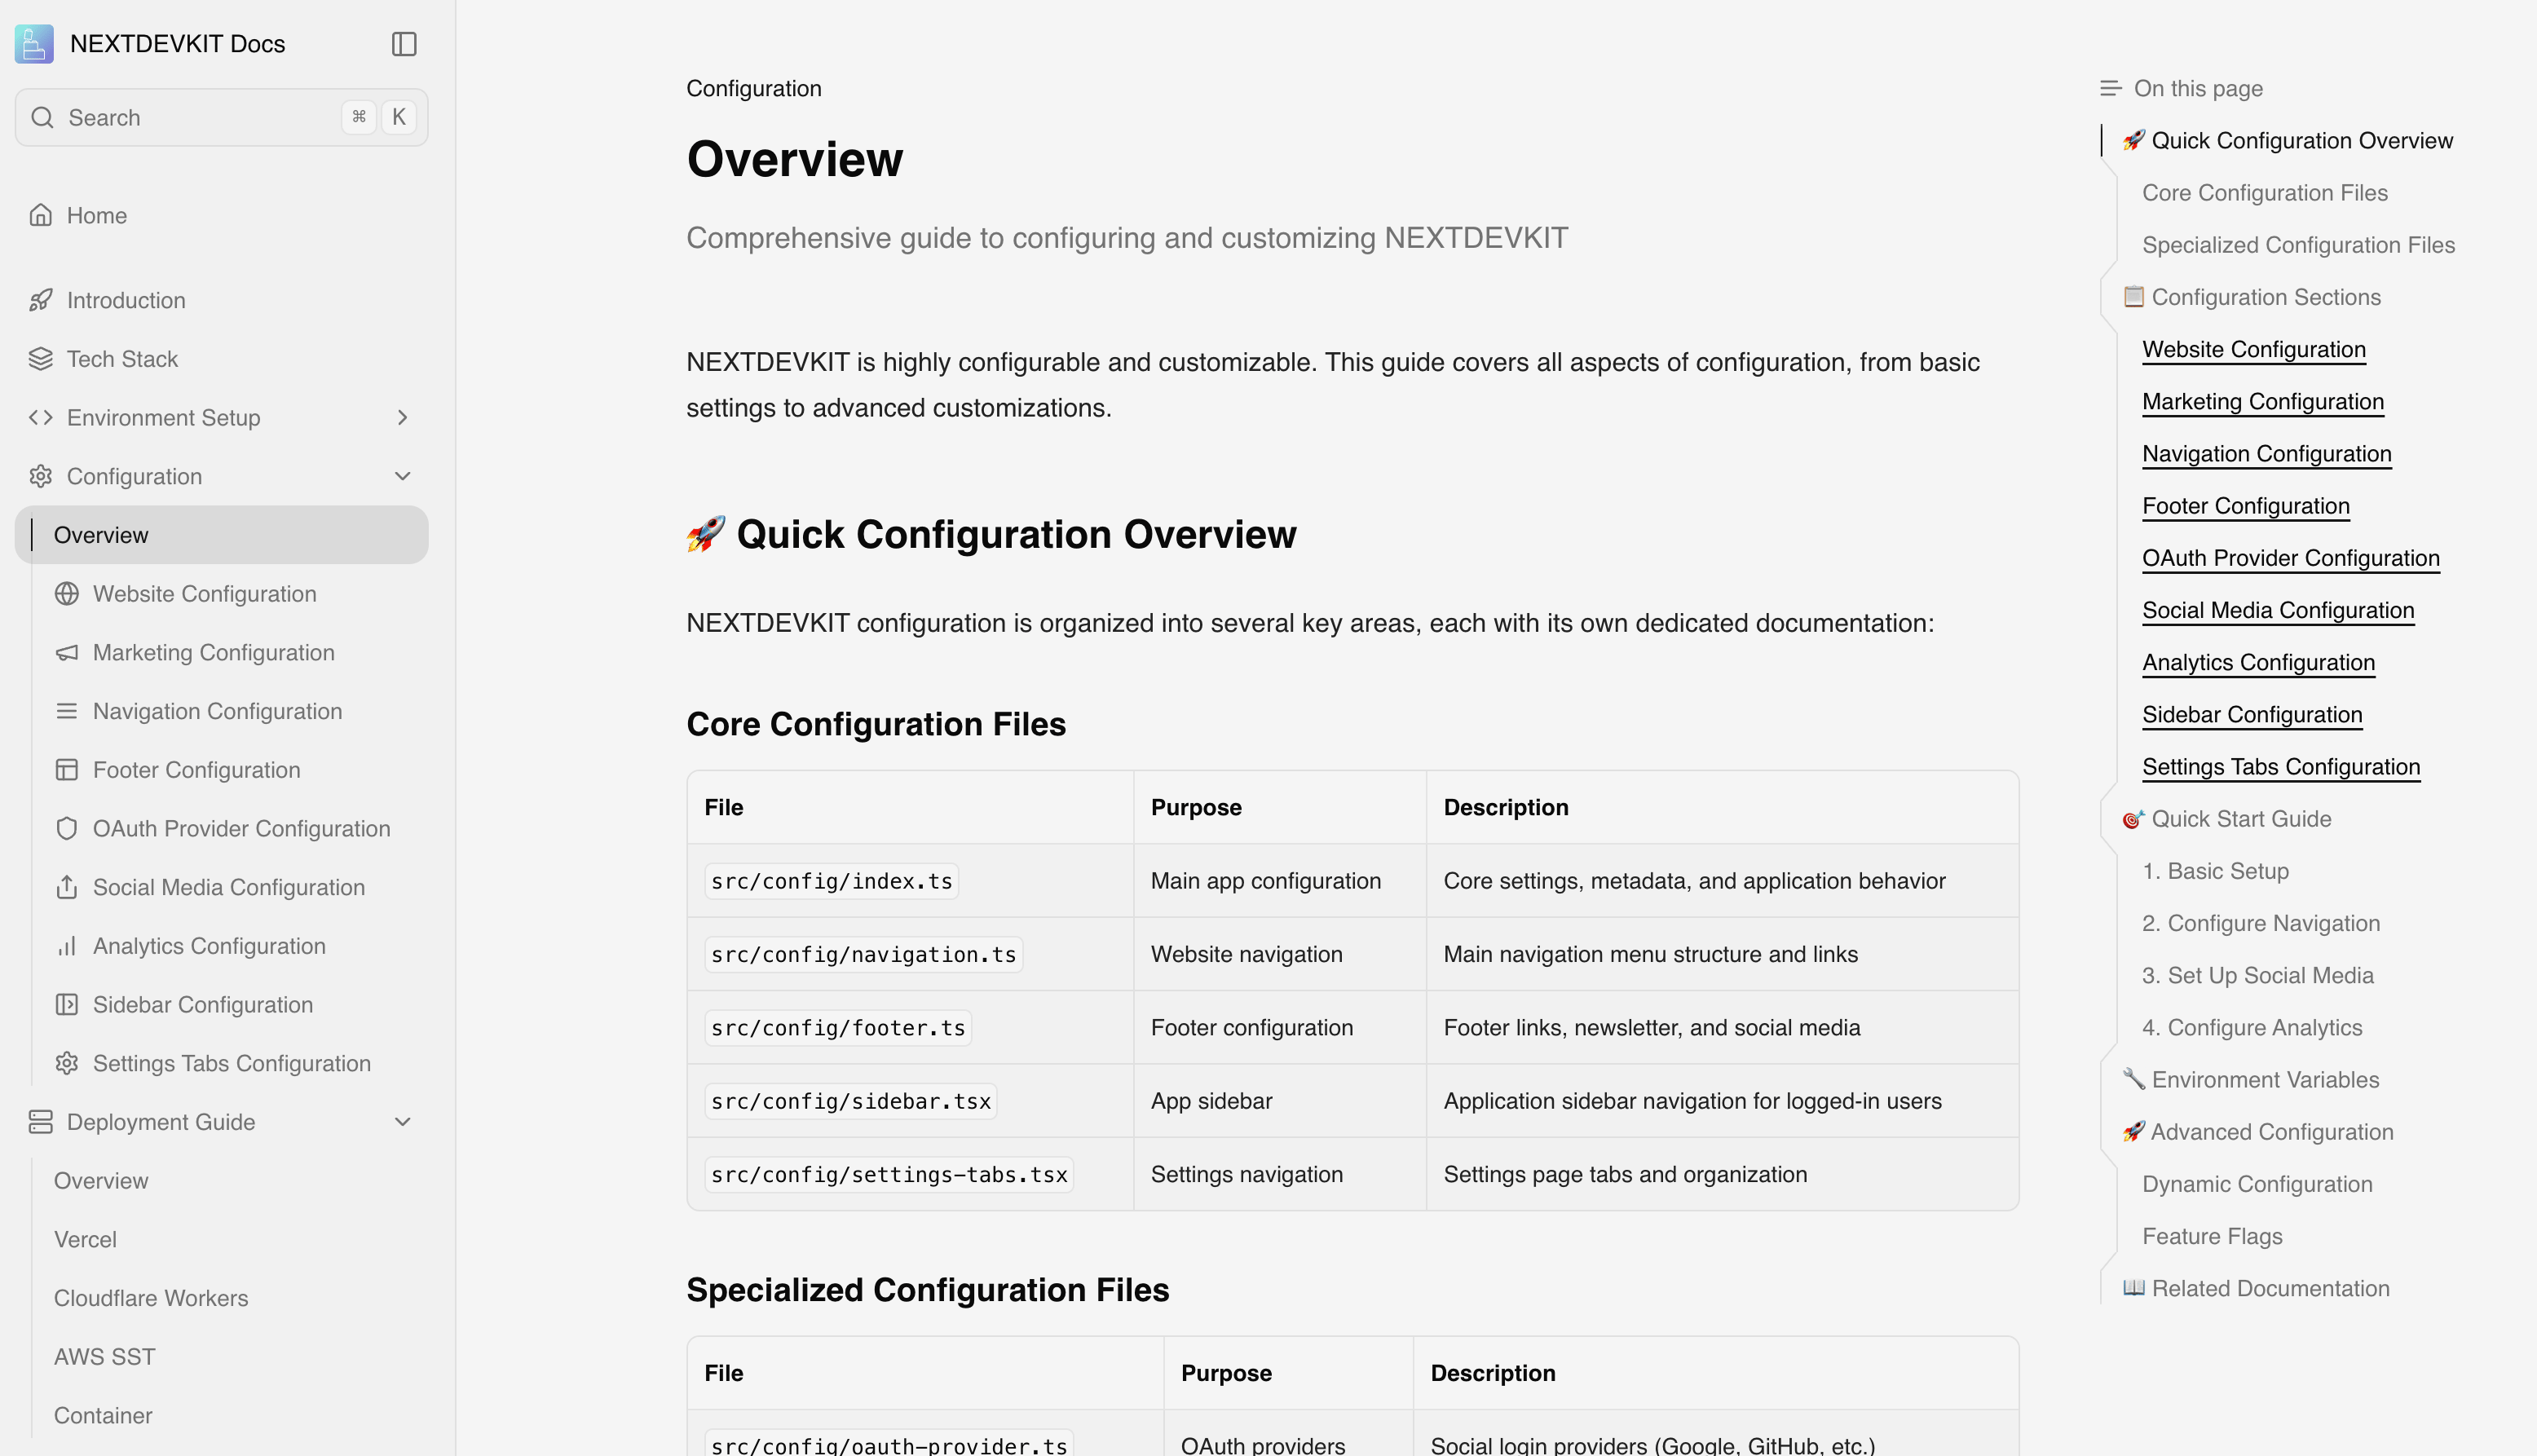 NEXTDEVKIT Docs
Search
⌘ K
Home
Introduction
Tech Stack
Environment Setup
Configuration
Overview
Website Configuration
Marketing Configuration
Navigation Configuration
Footer Configuration
OAuth Provider Configuration
Social Media Configuration
Analytics Configuration
Sidebar Configuration
Settings Tabs Configuration
Deployment Guide
Overview
Vercel
Cloudflare Workers
AWS SST
Container
Configuration
Overview
Comprehensive guide to configuring and customizing NEXTDEVKIT
NEXTDEVKIT is highly configurable and customizable. This guide covers all aspects of configuration, from basic
settings to advanced customizations.
🚀 Quick Configuration Overview
NEXTDEVKIT configuration is organized into several key areas, each with its own dedicated documentation:
Core Configuration Files
File Purpose Description
src/config/index.ts Main app configuration Core settings, metadata, and application behavior
src/config/navigation.ts Website navigation Main navigation menu structure and links
src/config/footer.ts Footer configuration Footer links, newsletter, and social media
src/config/sidebar.tsx App sidebar Application sidebar navigation for logged-in users
src/config/settings-tabs.tsx Settings navigation Settings page tabs and organization
Specialized Configuration Files
File Purpose Description
src/config/oauth-provider.ts OAuth providers Social login providers (Google, GitHub, etc.)
On this page
🚀 Quick Configuration Overview
Core Configuration Files
Specialized Configuration Files
📋 Configuration Sections
Website Configuration
Marketing Configuration
Navigation Configuration
Footer Configuration
OAuth Provider Configuration
Social Media Configuration
Analytics Configuration
Sidebar Configuration
Settings Tabs Configuration
🎯 Quick Start Guide
1. Basic Setup
2. Configure Navigation
3. Set Up Social Media
4. Configure Analytics
🔧 Environment Variables
🚀 Advanced Configuration
Dynamic Configuration
Feature Flags
📖 Related Documentation